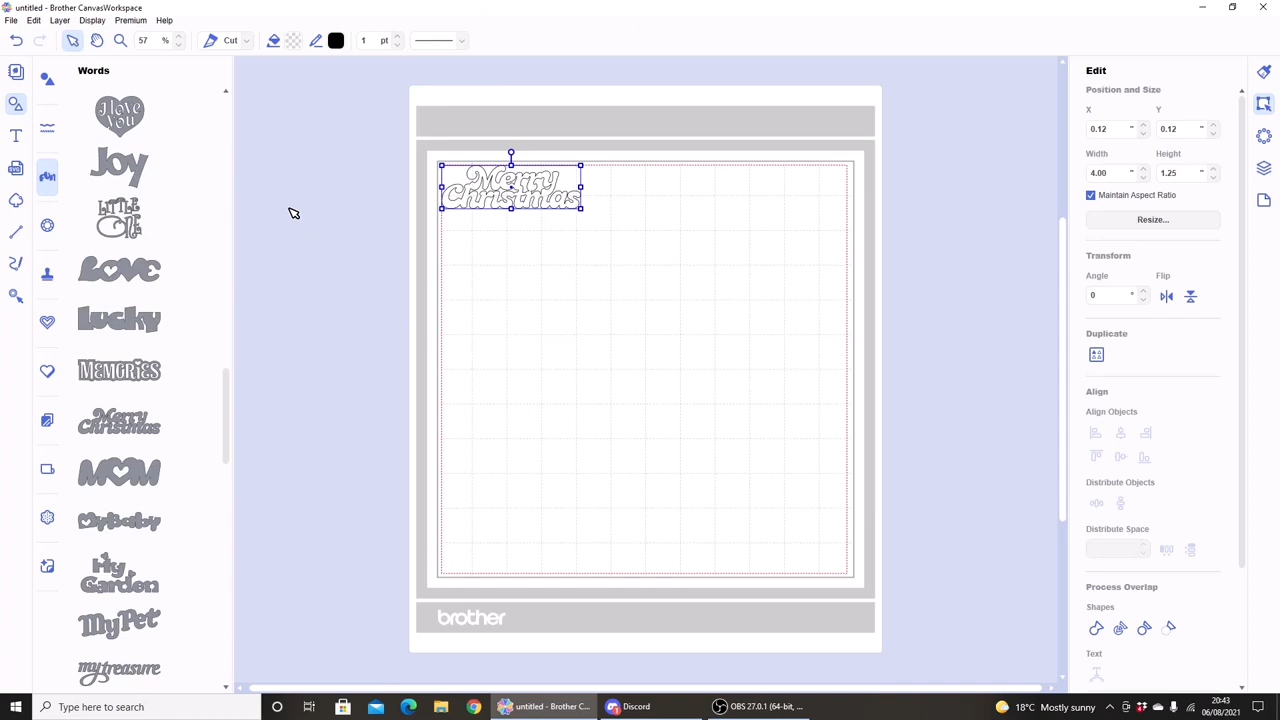 untitled - Brother CanvasWorkspace
File Edit Layer Display Premium Help
57 % Cut 1 pt
Words
I Love You
Joy
LITTLE One
LOVE
Lucky
MEMORIES
Merry Christmas
MOM
My Baby
My Garden
My Pet
my treasure
fun
Merry
Christmas
brother
Edit
Position and Size
X Y
0.12 " 0.12 "
Width Height
4.00 " 1.25 "
Maintain Aspect Ratio
Resize...
Transform
Angle Flip
0 °
Duplicate
Align
Align Objects
Distribute Objects
Distribute Space
Process Overlap
Shapes
Text
Type here to search
untitled - Brother C...
Discord
OBS 27.0.1 (64-bit, ...
18°C Mostly sunny
20:43
06/08/2021